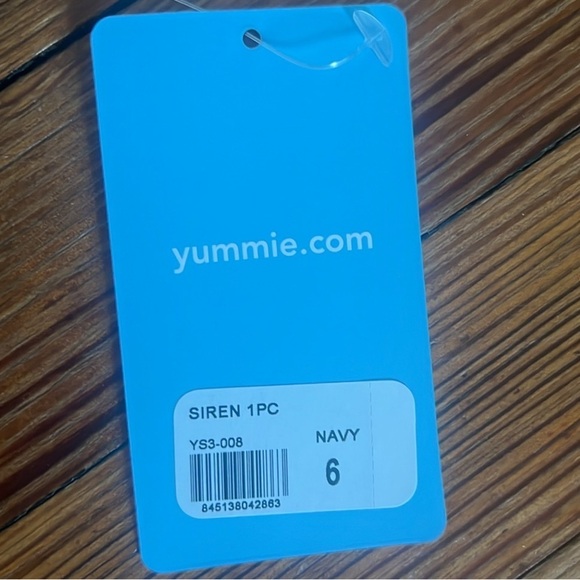 yummie.com
SIREN 1PC
YS3-008
NAVY
6
845138042863